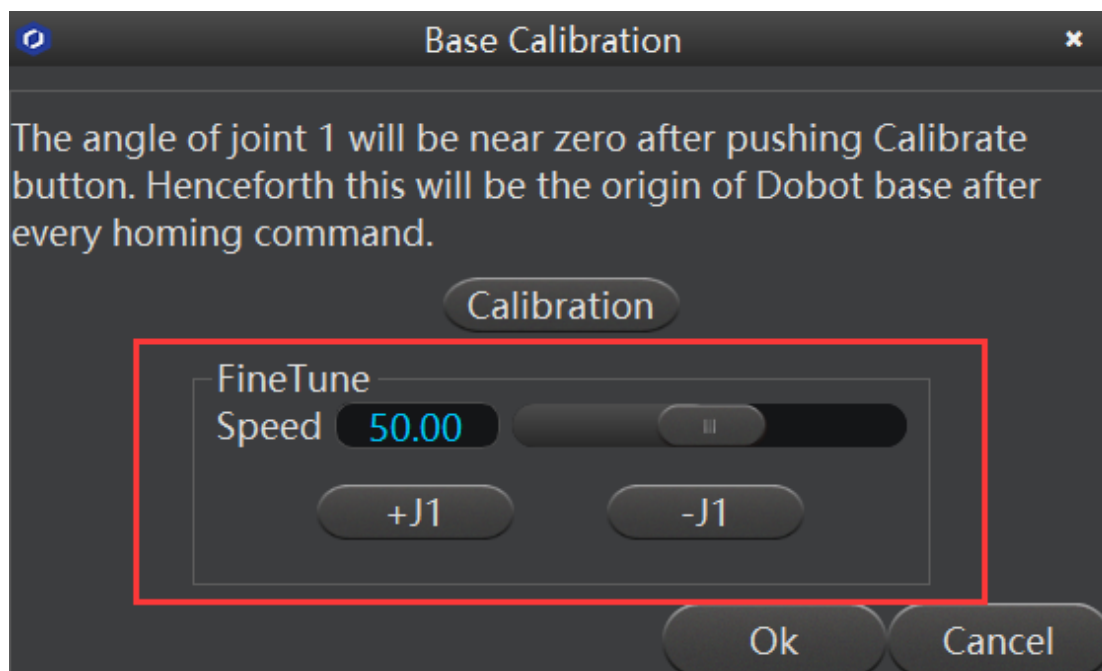 Base Calibration
The angle of joint 1 will be near zero after pushing Calibrate
button. Henceforth this will be the origin of Dobot base after
every homing command.
Calibration
FineTune
Speed 50.00
+J1 -J1
Ok Cancel